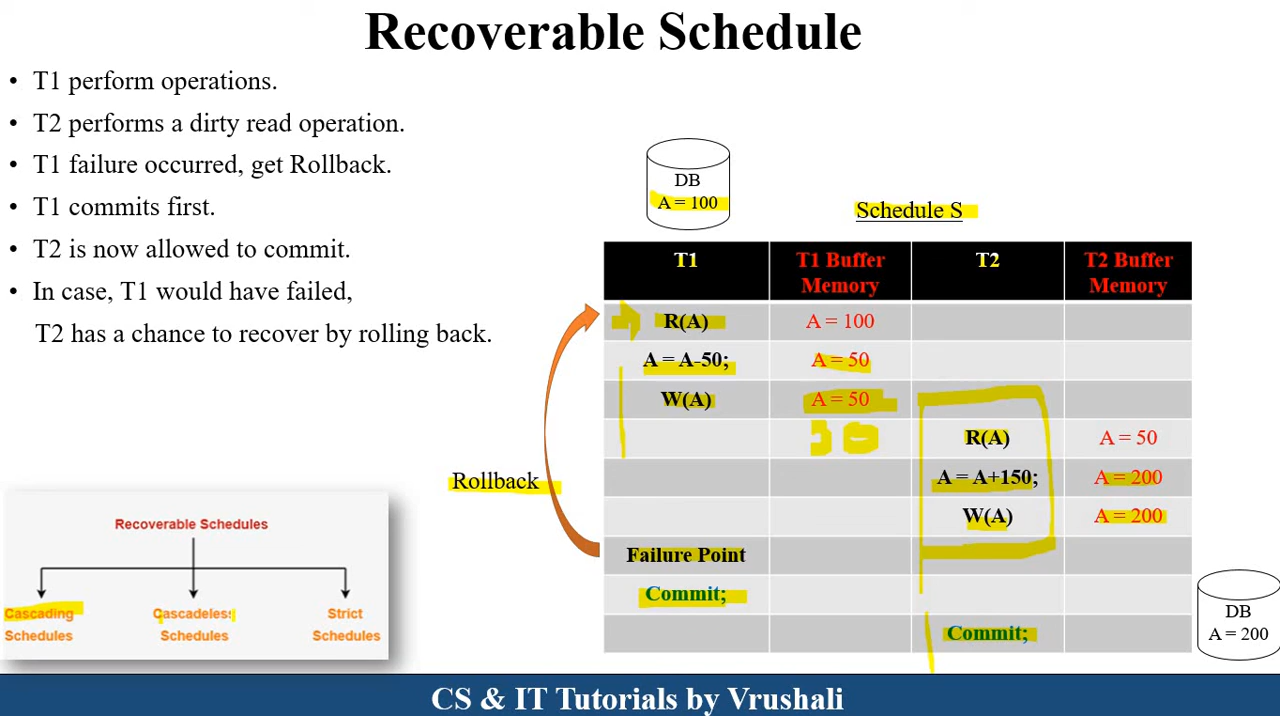 Recoverable Schedule
• T1 perform operations.
• T2 performs a dirty read operation.
• T1 failure occurred, get Rollback.
• T1 commits first.
• T2 is now allowed to commit.
• In case, T1 would have failed,
T2 has a chance to recover by rolling back.
DB
A = 100
Schedule S
T1 T1 Buffer Memory T2 T2 Buffer Memory
R(A) A = 100
A = A-50; A = 50
W(A) A = 50
R(A) A = 50
A = A+150; A = 200
W(A) A = 200
Failure Point
Commit;
Commit;
Rollback
DB
A = 200
Recoverable Schedules
Cascading Schedules
Cascadeless Schedules
Strict Schedules
CS & IT Tutorials by Vrushali